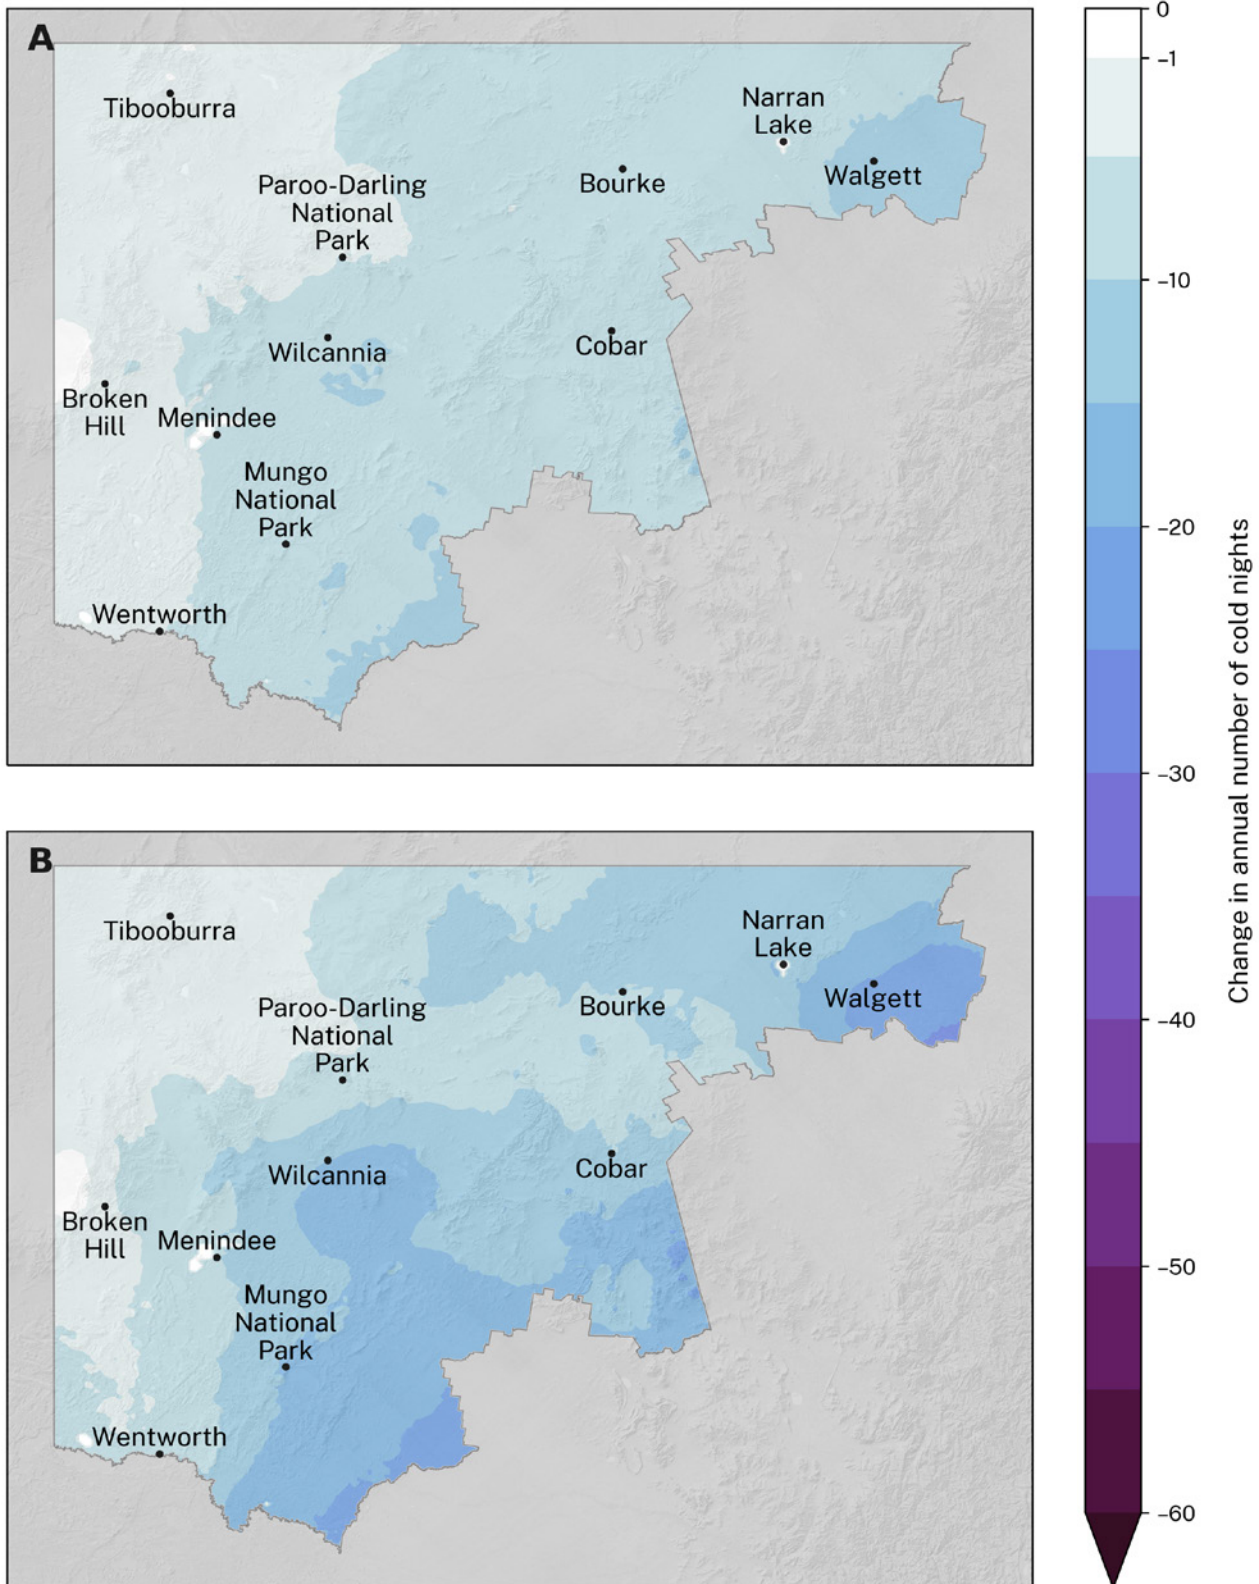 A
Tibooburra
Narran
Lake
Paroo-Darling
National
Park
Bourke
Walgett
Wilcannia
Cobar
Broken
Hill
Menindee
Mungo
National
Park
Wentworth
B
Tibooburra
Narran
Lake
Paroo-Darling
National
Park
Bourke
Walgett
Wilcannia
Cobar
Broken
Hill
Menindee
Mungo
National
Park
Wentworth
0
−1
−10
−20
−30
−40
−50
−60
Change in annual number of cold nights